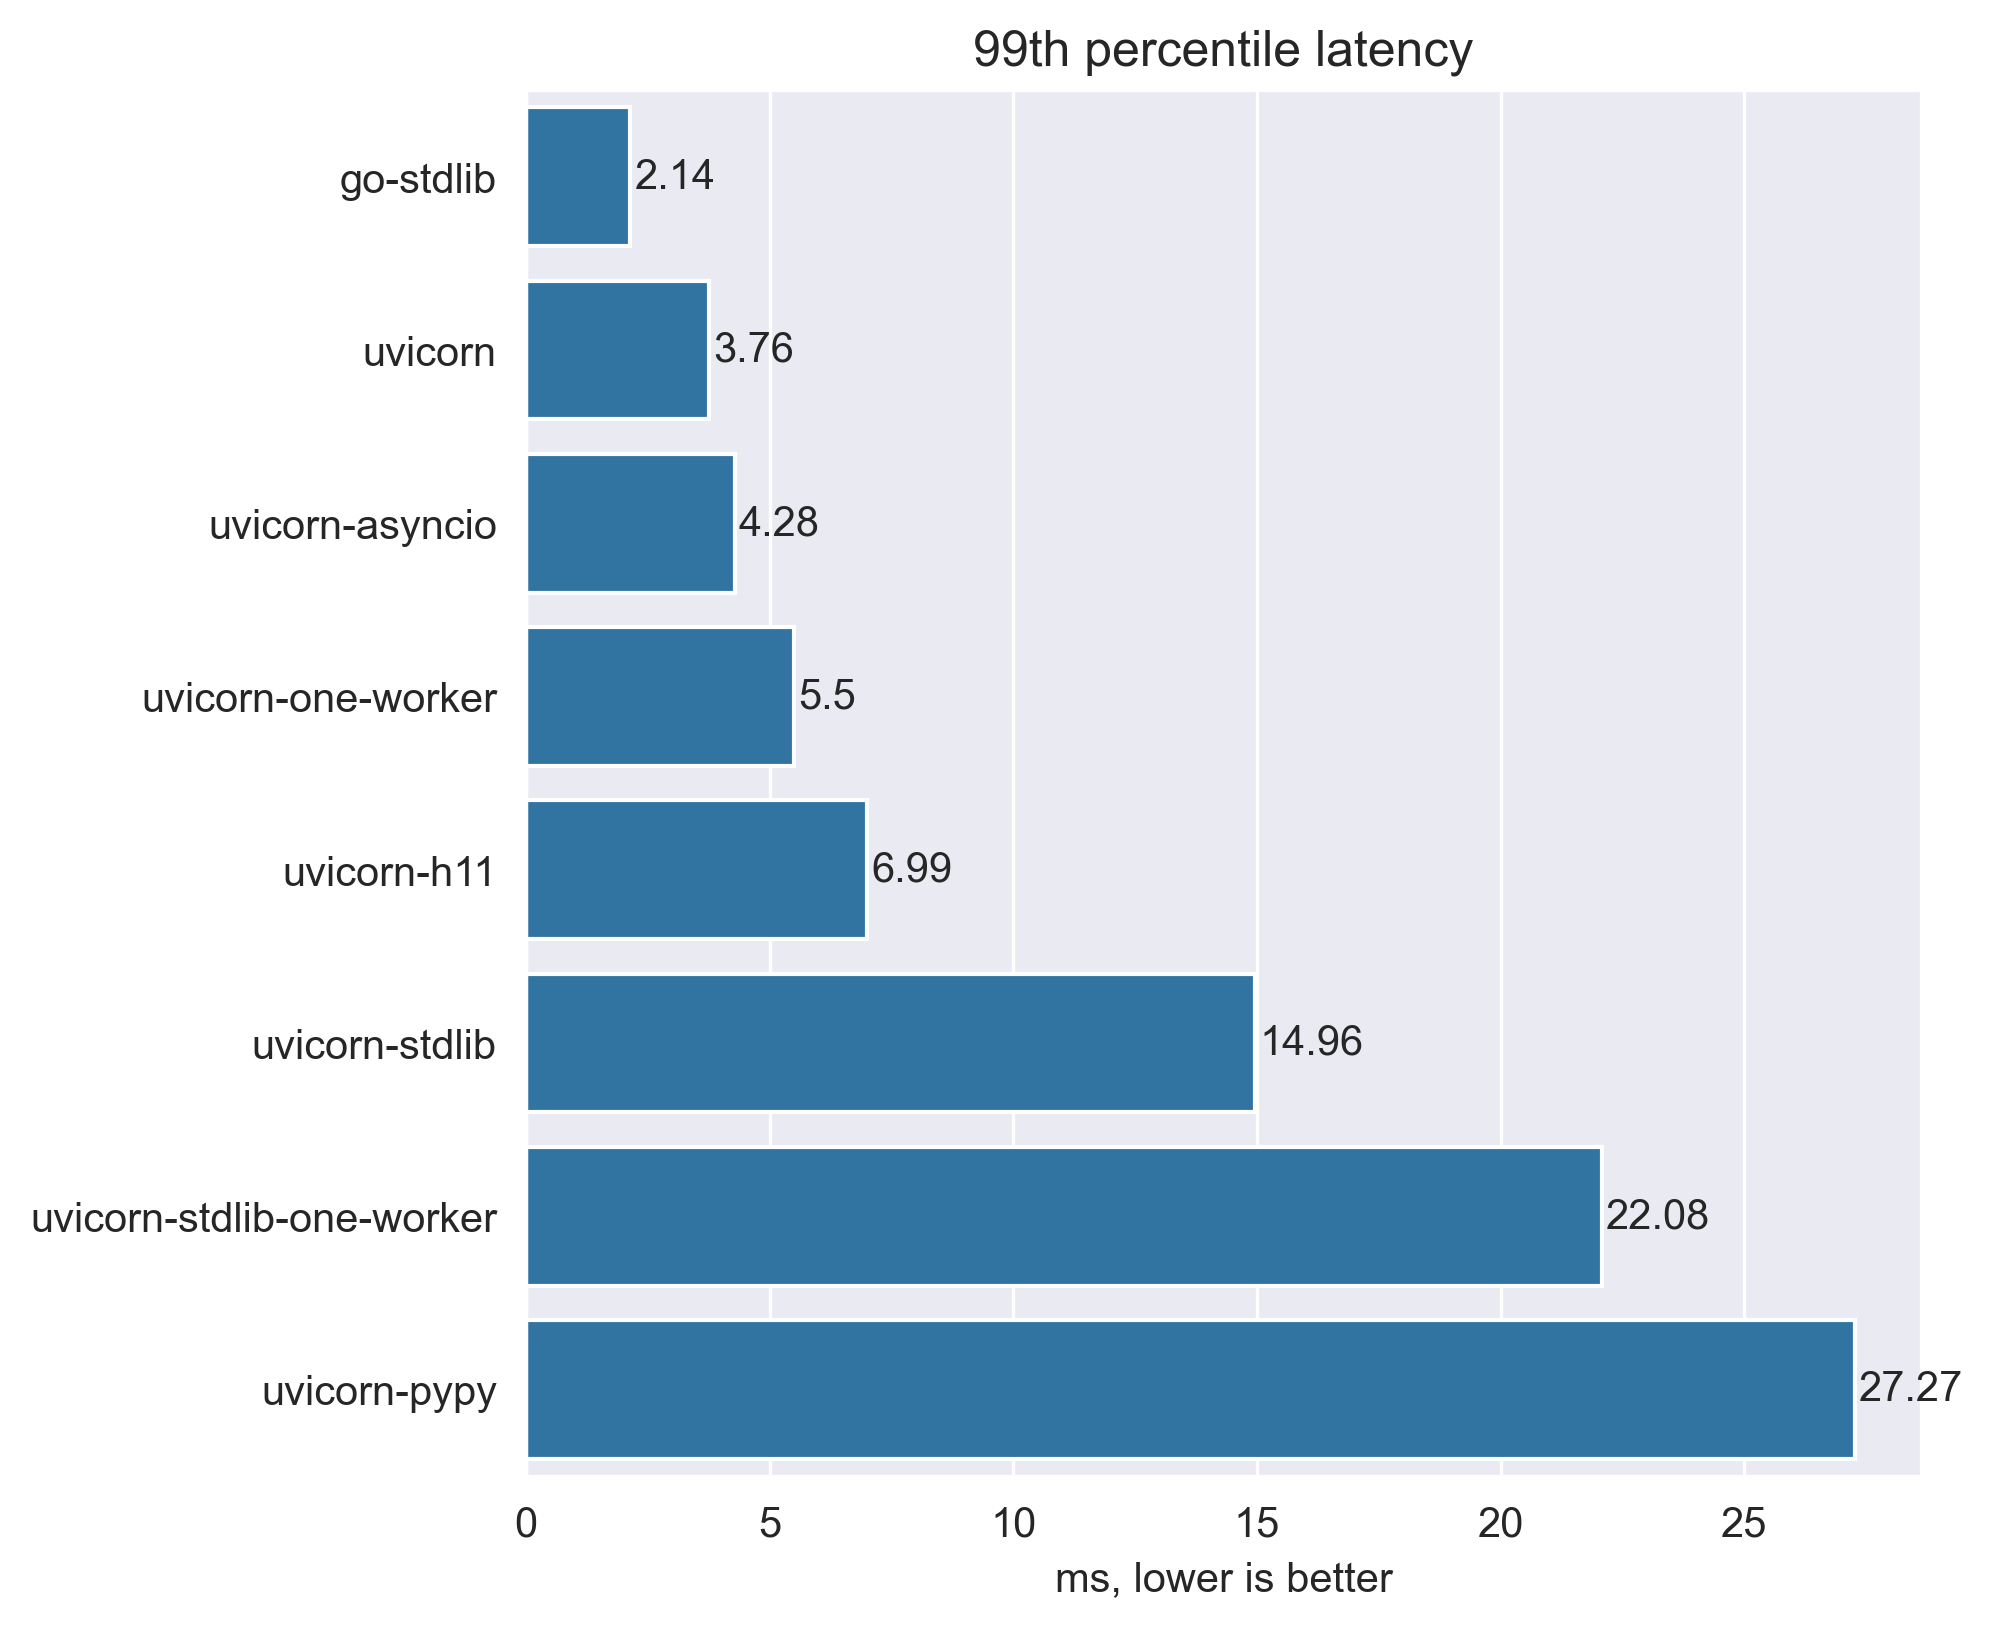 99th percentile latency
go-stdlib 2.14
uvicorn 3.76
uvicorn-asyncio 4.28
uvicorn-one-worker 5.5
uvicorn-h11 6.99
uvicorn-stdlib 14.96
uvicorn-stdlib-one-worker 22.08
uvicorn-pypy 27.27
0 5 10 15 20 25
ms, lower is better